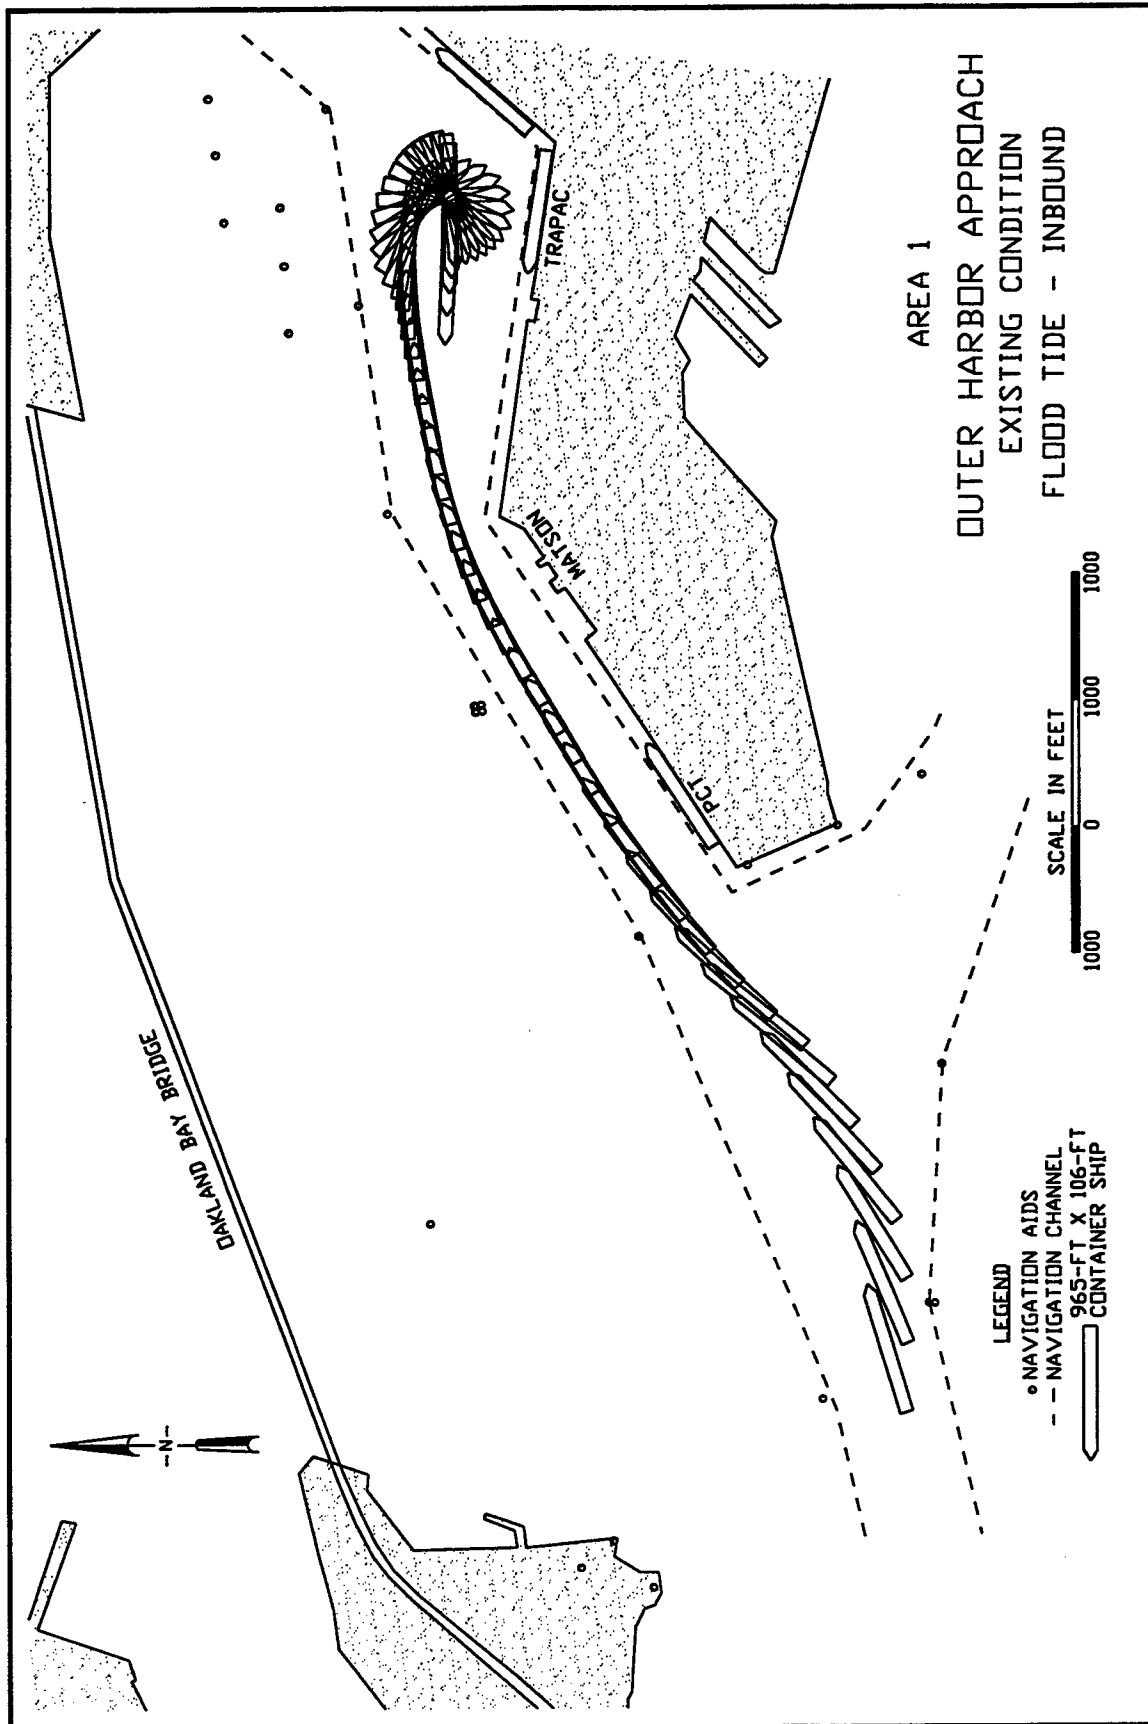 OAKLAND BAY BRIDGE
-N-
TRAPAC
MATSON
PCT
AREA 1
OUTER HARBOR APPROACH
EXISTING CONDITION
FLOOD TIDE - INBOUND
SCALE IN FEET
1000 0 1000 1000
LEGEND
NAVIGATION AIDS
NAVIGATION CHANNEL
965-FT X 106-FT
CONTAINER SHIP